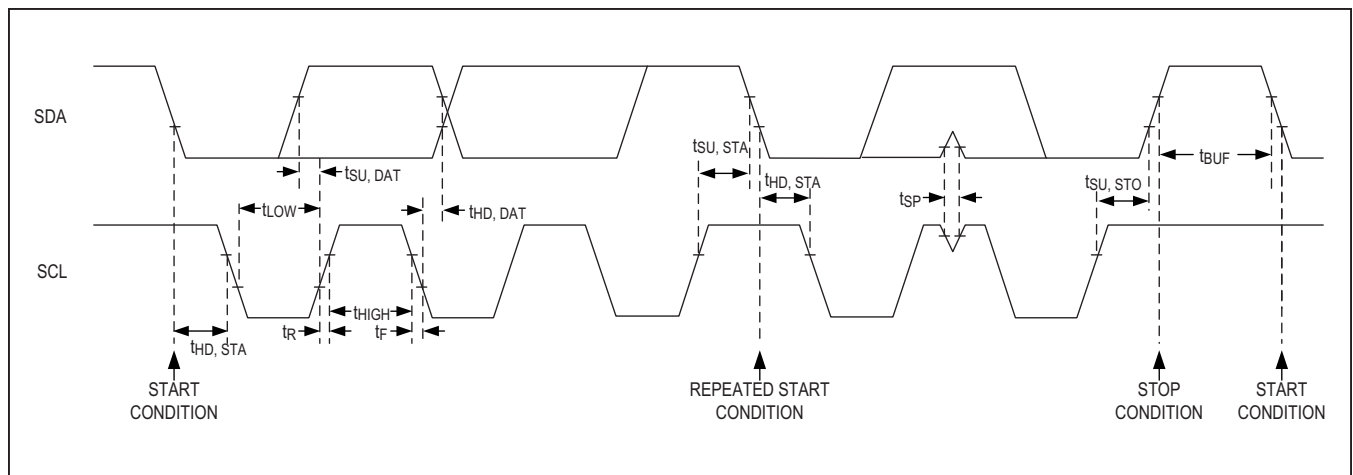 SDA
tSU, DAT
tLOW
tHD, DAT
tSU, STA
tHD, STA
tSP
tSU, STO
tBUF
SCL
tHD, STA
tR
tHIGH
tF
START
CONDITION
REPEATED START
CONDITION
STOP
CONDITION
START
CONDITION